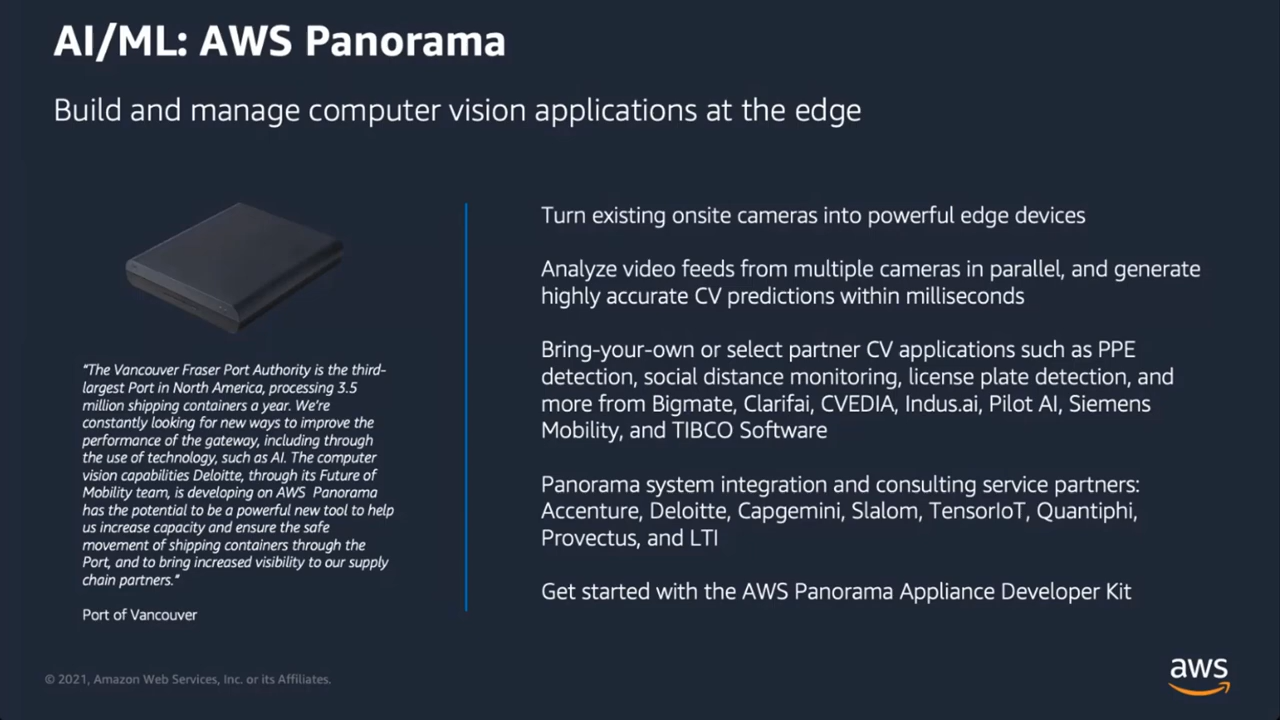 AI/ML: AWS Panorama
Build and manage computer vision applications at the edge
“The Vancouver Fraser Port Authority is the third-
largest Port in North America, processing 3.5
million shipping containers a year. We're
constantly looking for new ways to improve the
performance of the gateway, including through
the use of technology, such as AI. The computer
vision capabilities Deloitte, through its Future of
Mobility team, is developing on AWS Panorama
has the potential to be a powerful new tool to help
us increase capacity and ensure the safe
movement of shipping containers through the
Port, and to bring increased visibility to our supply
chain partners.”
Port of Vancouver
Turn existing onsite cameras into powerful edge devices
Analyze video feeds from multiple cameras in parallel, and generate
highly accurate CV predictions within milliseconds
Bring-your-own or select partner CV applications such as PPE
detection, social distance monitoring, license plate detection, and
more from Bigmate, Clarifai, CVEDIA, Indus.ai, Pilot AI, Siemens
Mobility, and TIBCO Software
Panorama system integration and consulting service partners:
Accenture, Deloitte, Capgemini, Slalom, TensorIoT, Quantiphi,
Provectus, and LTI
Get started with the AWS Panorama Appliance Developer Kit
© 2021, Amazon Web Services, Inc. or its Affiliates.
aws